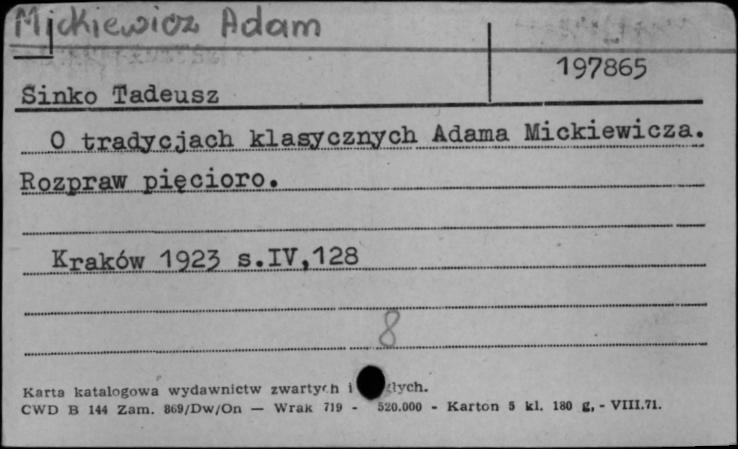 Mickiewicz Adam
197865
Sinko Tadeusz
O tradycjach klasycznych Adama Mickiewicza.
Rozpraw pięcioro.
Kraków 1923 s.IV,128
8
Karta katalogowa wydawnictw zwartych i
CWD B 144 Zam. 869/Dw/On — Wrak 719 - 520.000 - Karton 5 kl. 180 g, - VIII.71.